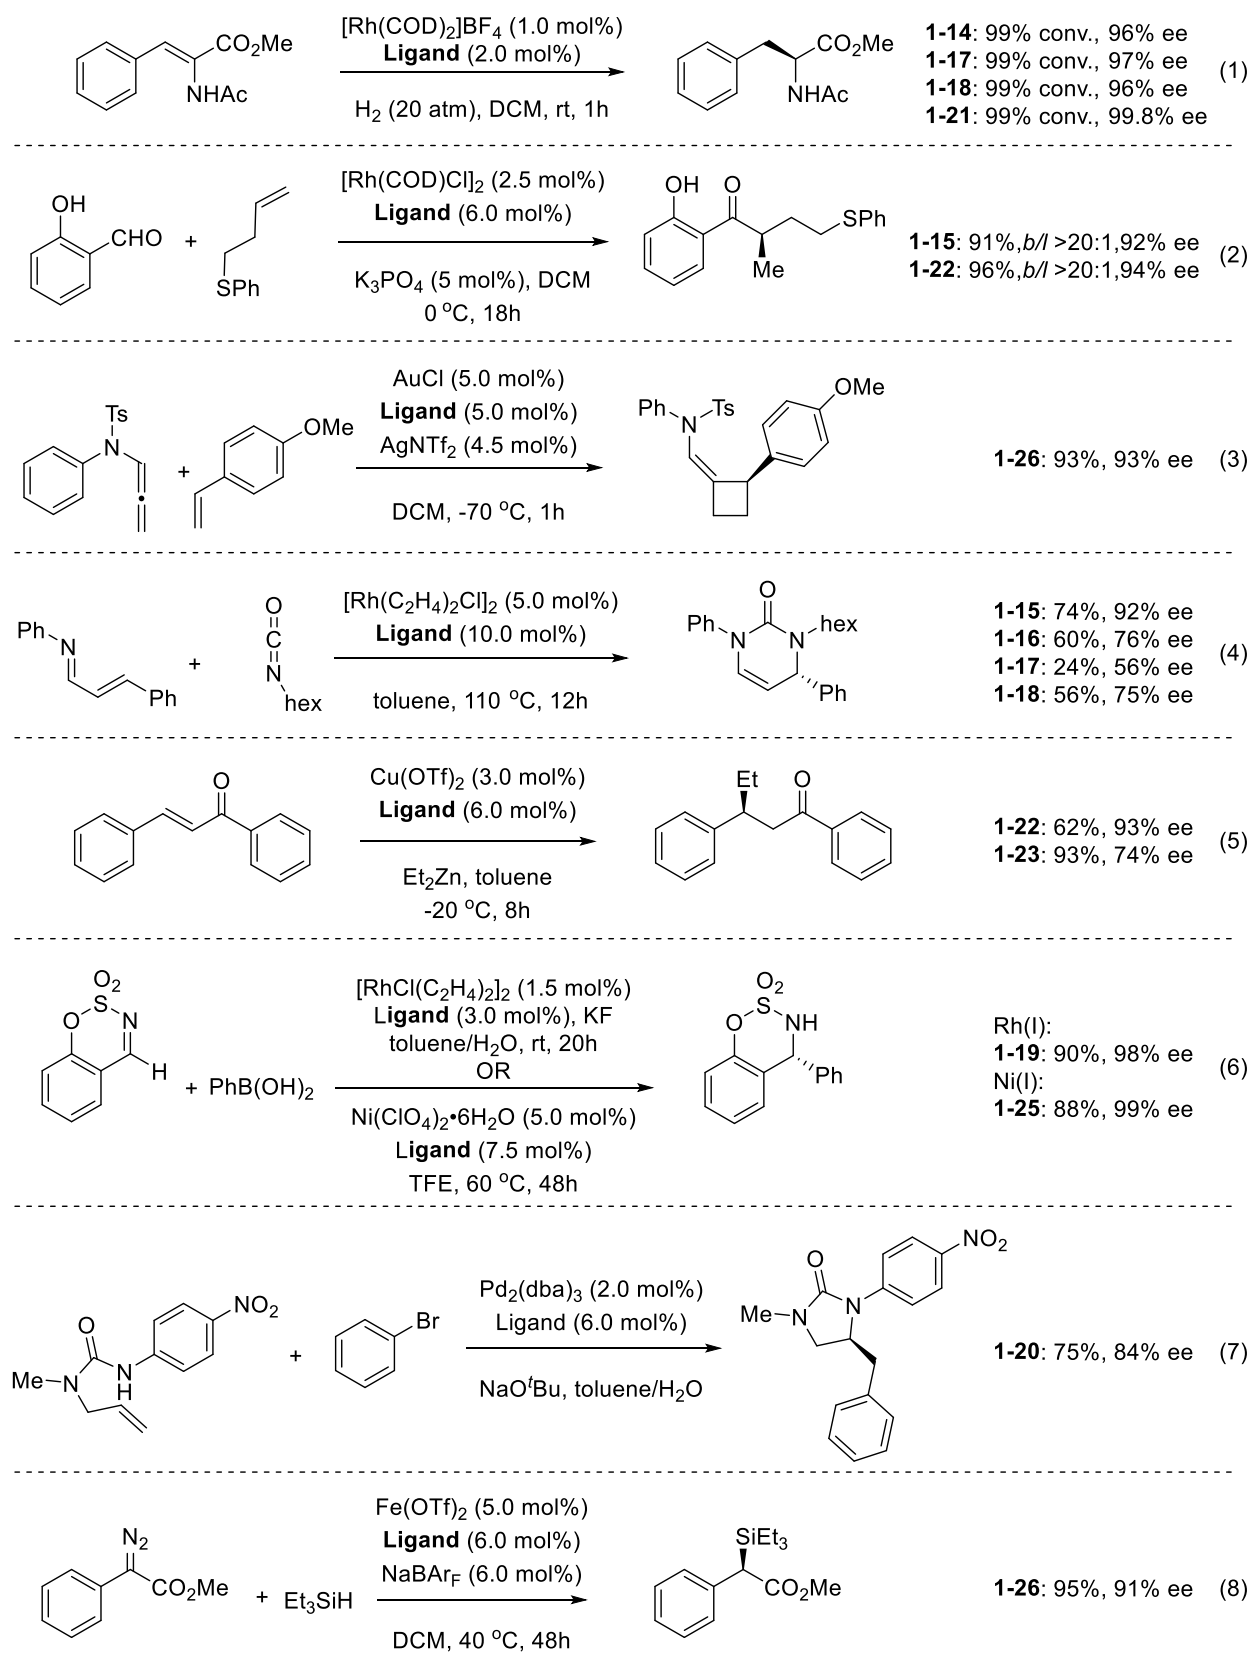 CO2Me
NHAc
[Rh(COD)2]BF4 (1.0 mol%)
Ligand (2.0 mol%)
H2 (20 atm), DCM, rt, 1h
CO2Me
NHAc
1-14: 99% conv., 96% ee
1-17: 99% conv., 97% ee
1-18: 99% conv., 96% ee
1-21: 99% conv., 99.8% ee
(1)
OH
CHO
+
SPh
[Rh(COD)Cl]2 (2.5 mol%)
Ligand (6.0 mol%)
K3PO4 (5 mol%), DCM
0 oC, 18h
OH
O
SPh
Me
1-15: 91%,b/l >20:1,92% ee
1-22: 96%,b/l >20:1,94% ee
(2)
Ts
N
+
OMe
AuCl (5.0 mol%)
Ligand (5.0 mol%)
AgNTf2 (4.5 mol%)
DCM, -70 oC, 1h
Ph
N
Ts
OMe
1-26: 93%, 93% ee
(3)
Ph
N
Ph
+
O
C
N
hex
[Rh(C2H4)2Cl]2 (5.0 mol%)
Ligand (10.0 mol%)
toluene, 110 oC, 12h
O
Ph
N
N
hex
Ph
1-15: 74%, 92% ee
1-16: 60%, 76% ee
1-17: 24%, 56% ee
1-18: 56%, 75% ee
(4)
O
Cu(OTf)2 (3.0 mol%)
Ligand (6.0 mol%)
Et2Zn, toluene
-20 oC, 8h
Et
O
1-22: 62%, 93% ee
1-23: 93%, 74% ee
(5)
O2
S
O
N
H
+ PhB(OH)2
[RhCl(C2H4)2]2 (1.5 mol%)
Ligand (3.0 mol%), KF
toluene/H2O, rt, 20h
OR
Ni(ClO4)2•6H2O (5.0 mol%)
Ligand (7.5 mol%)
TFE, 60 oC, 48h
O2
S
O
NH
Ph
Rh(I):
1-19: 90%, 98% ee
Ni(I):
1-25: 88%, 99% ee
(6)
NO2
O
Me
N
N
H
+
Br
Pd2(dba)3 (2.0 mol%)
Ligand (6.0 mol%)
NaOtBu, toluene/H2O
NO2
O
Me
N
N
1-20: 75%, 84% ee
(7)
N2
CO2Me
+ Et3SiH
Fe(OTf)2 (5.0 mol%)
Ligand (6.0 mol%)
NaBArF (6.0 mol%)
DCM, 40 oC, 48h
SiEt3
CO2Me
1-26: 95%, 91% ee
(8)